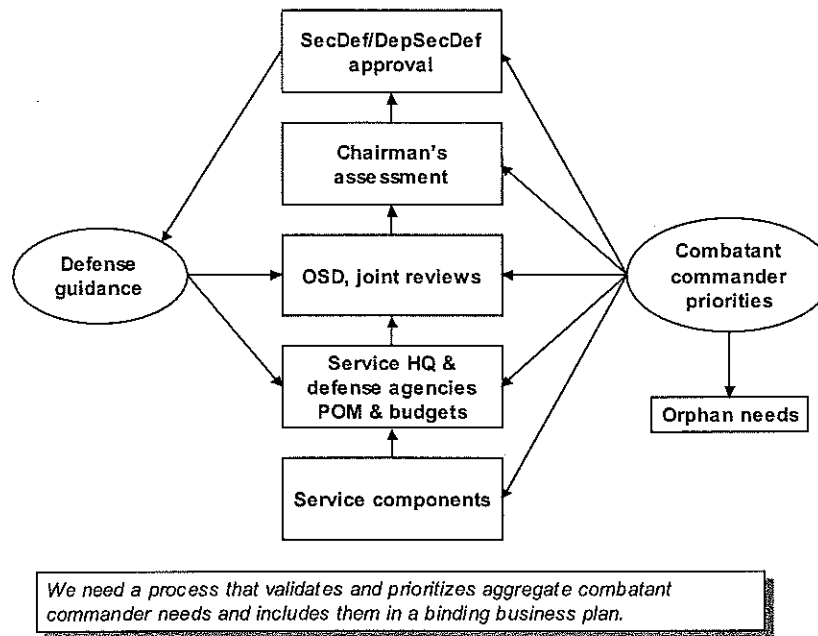 SecDef/DepSecDef
approval
Chairman's
assessment
Defense
guidance
OSD, joint reviews
Combatant
commander
priorities
Service HQ &
defense agencies
POM & budgets
Orphan needs
Service components
We need a process that validates and prioritizes aggregate combatant
commander needs and includes them in a binding business plan.